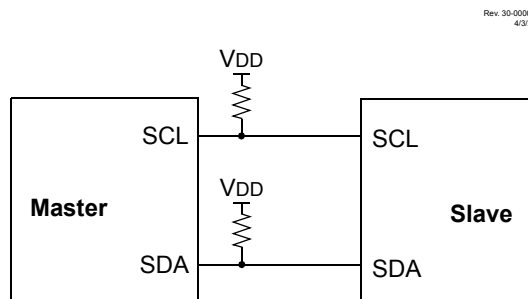 Rev. 30-0000
4/3/
VDD
SCL
SCL
VDD
Master
Slave
SDA
SDA